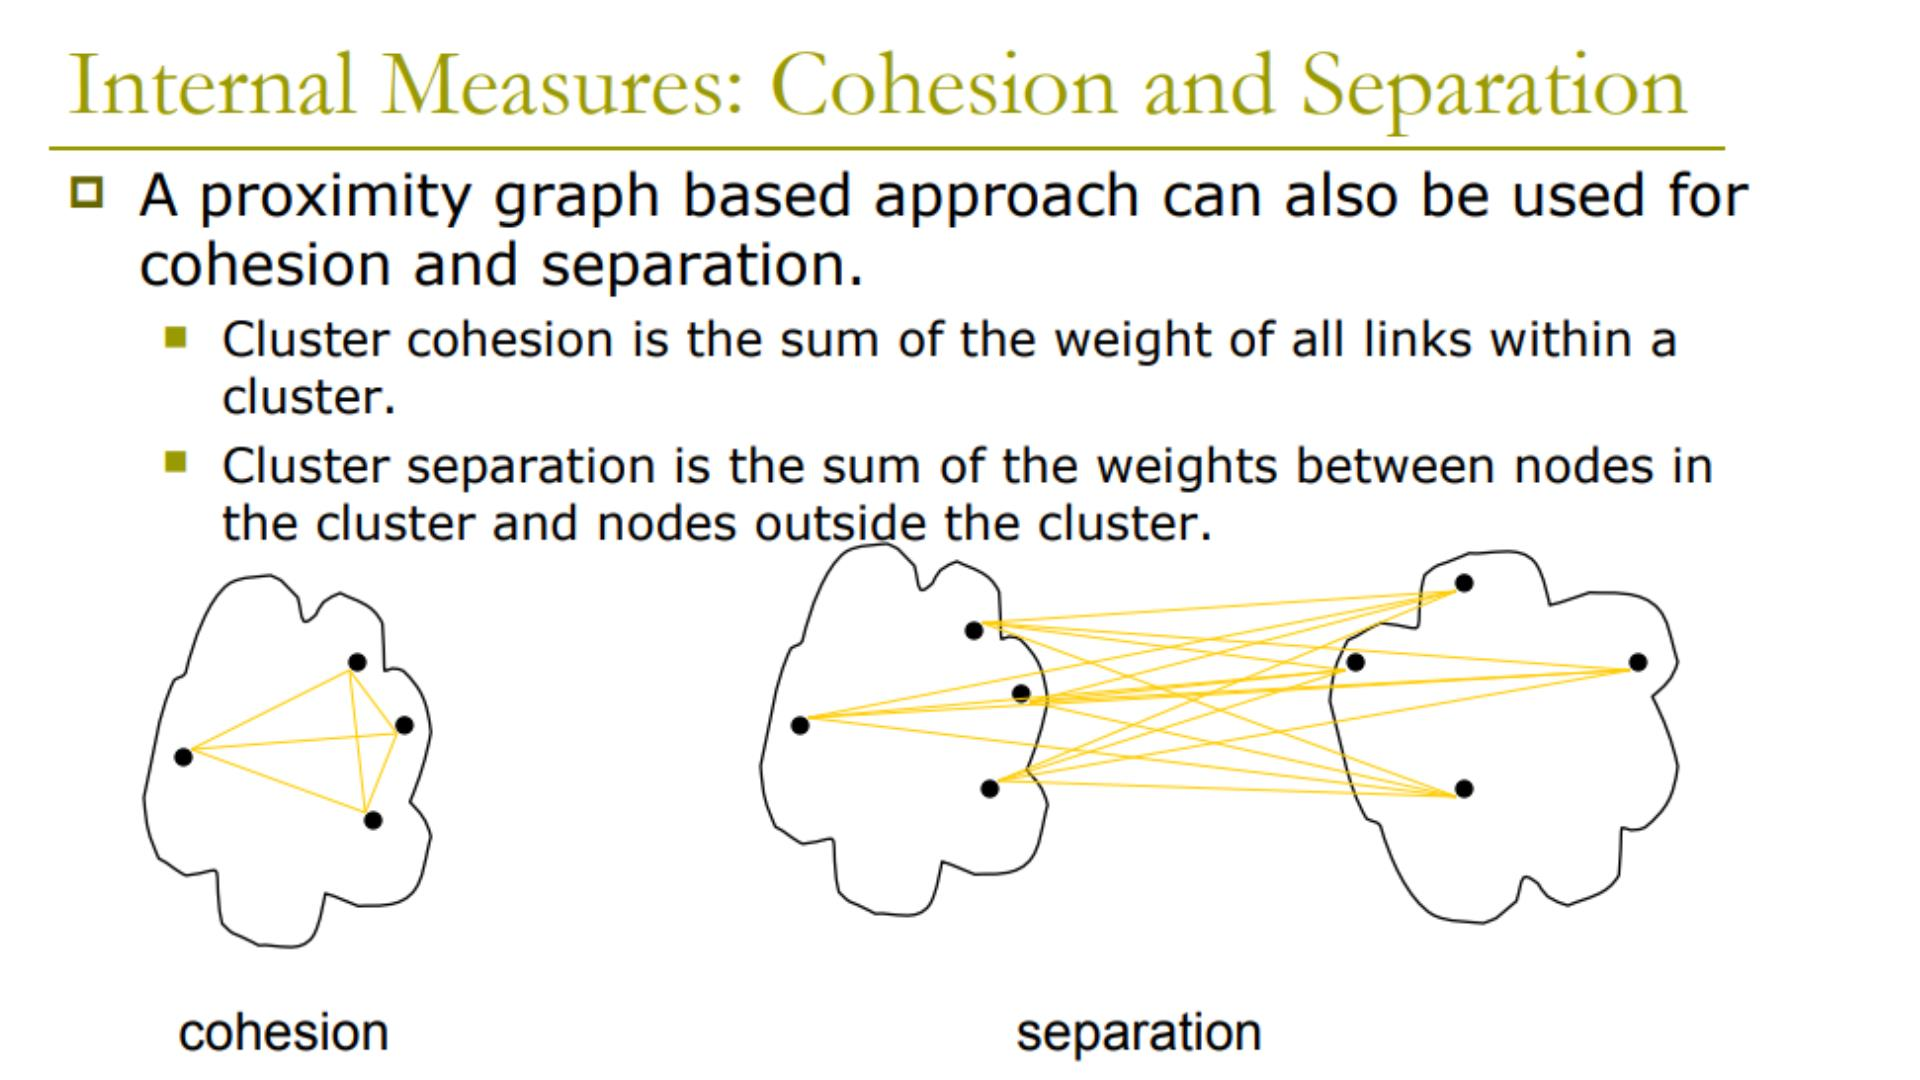 Internal Measures: Cohesion and Separation
A proximity graph based approach can also be used for
cohesion and separation.
Cluster cohesion is the sum of the weight of all links within a
cluster.
Cluster separation is the sum of the weights between nodes in
the cluster and nodes outside the cluster.
cohesion
separation